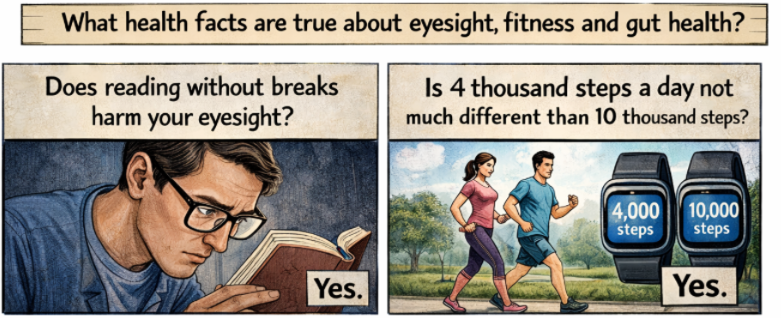 What health facts are true about eyesight, fitness and gut health?
Does reading without breaks
harm your eyesight?
Yes.
Is 4 thousand steps a day not
much different than 10 thousand steps?
4,000
steps
10,000
steps
Yes.